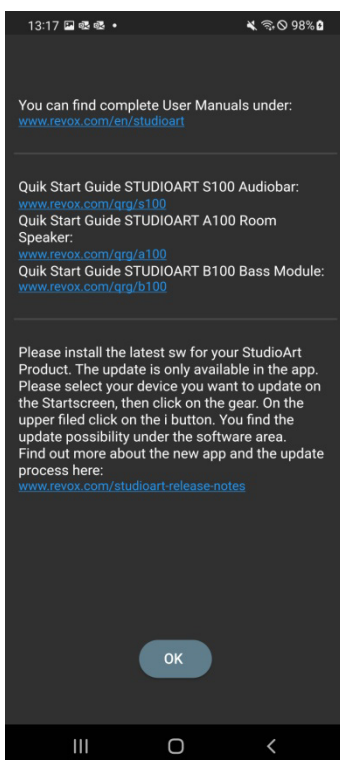 13:17 98%
You can find complete User Manuals under:
www.revox.com/en/studioart
Quik Start Guide STUDIOART S100 Audiobar:
www.revox.com/qrg/s100
Quik Start Guide STUDIOART A100 Room
Speaker:
www.revox.com/qrg/a100
Quik Start Guide STUDIOART B100 Bass Module:
www.revox.com/qrg/b100
Please install the latest sw for your StudioArt
Product. The update is only available in the app.
Please select your device you want to update on
the Startscreen, then click on the gear. On the
upper filed click on the i button. You find the
update possibility under the software area.
Find out more about the new app and the update
process here:
www.revox.com/studioart-release-notes
OK